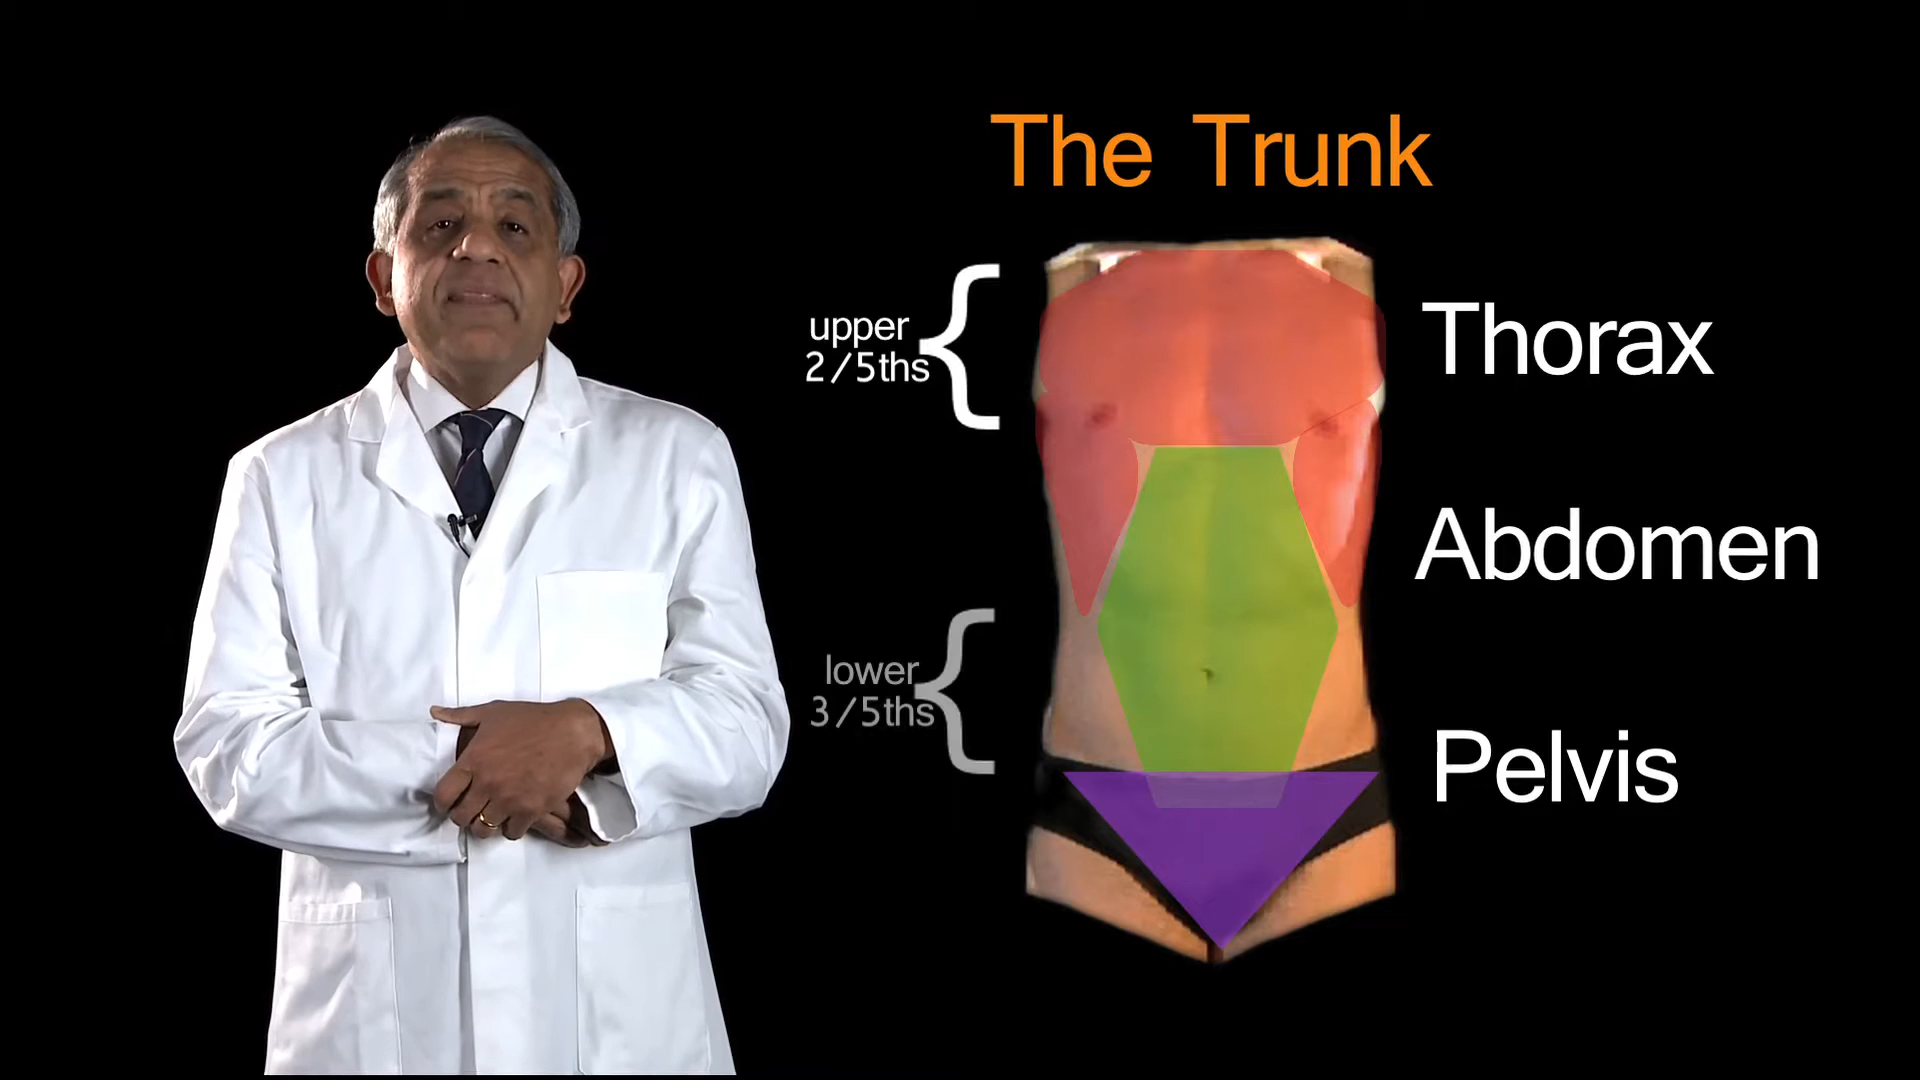 The Trunk
upper
2/5ths
Thorax
Abdomen
lower
3/5ths
Pelvis